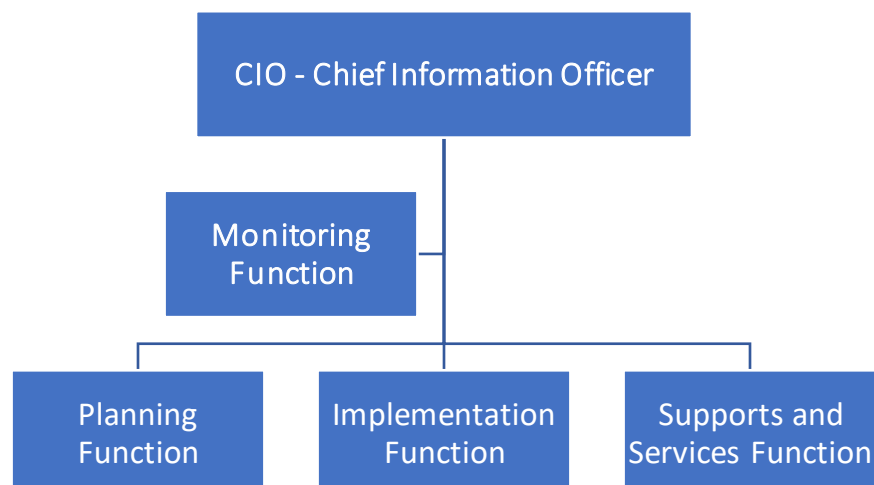 CIO - Chief Information Officer
Monitoring
Function
Planning
Function
Implementation
Function
Supports and
Services Function